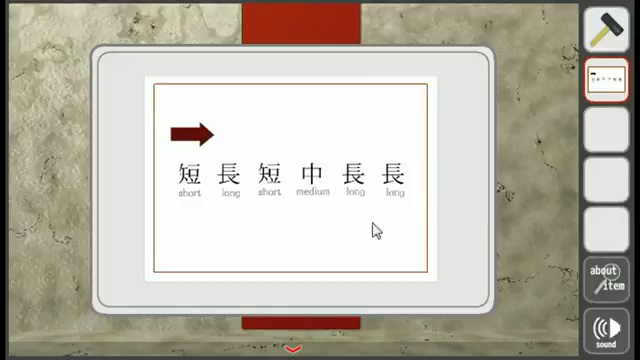 短 長 短 中 長 長
short long short medium long long
about
item
sound